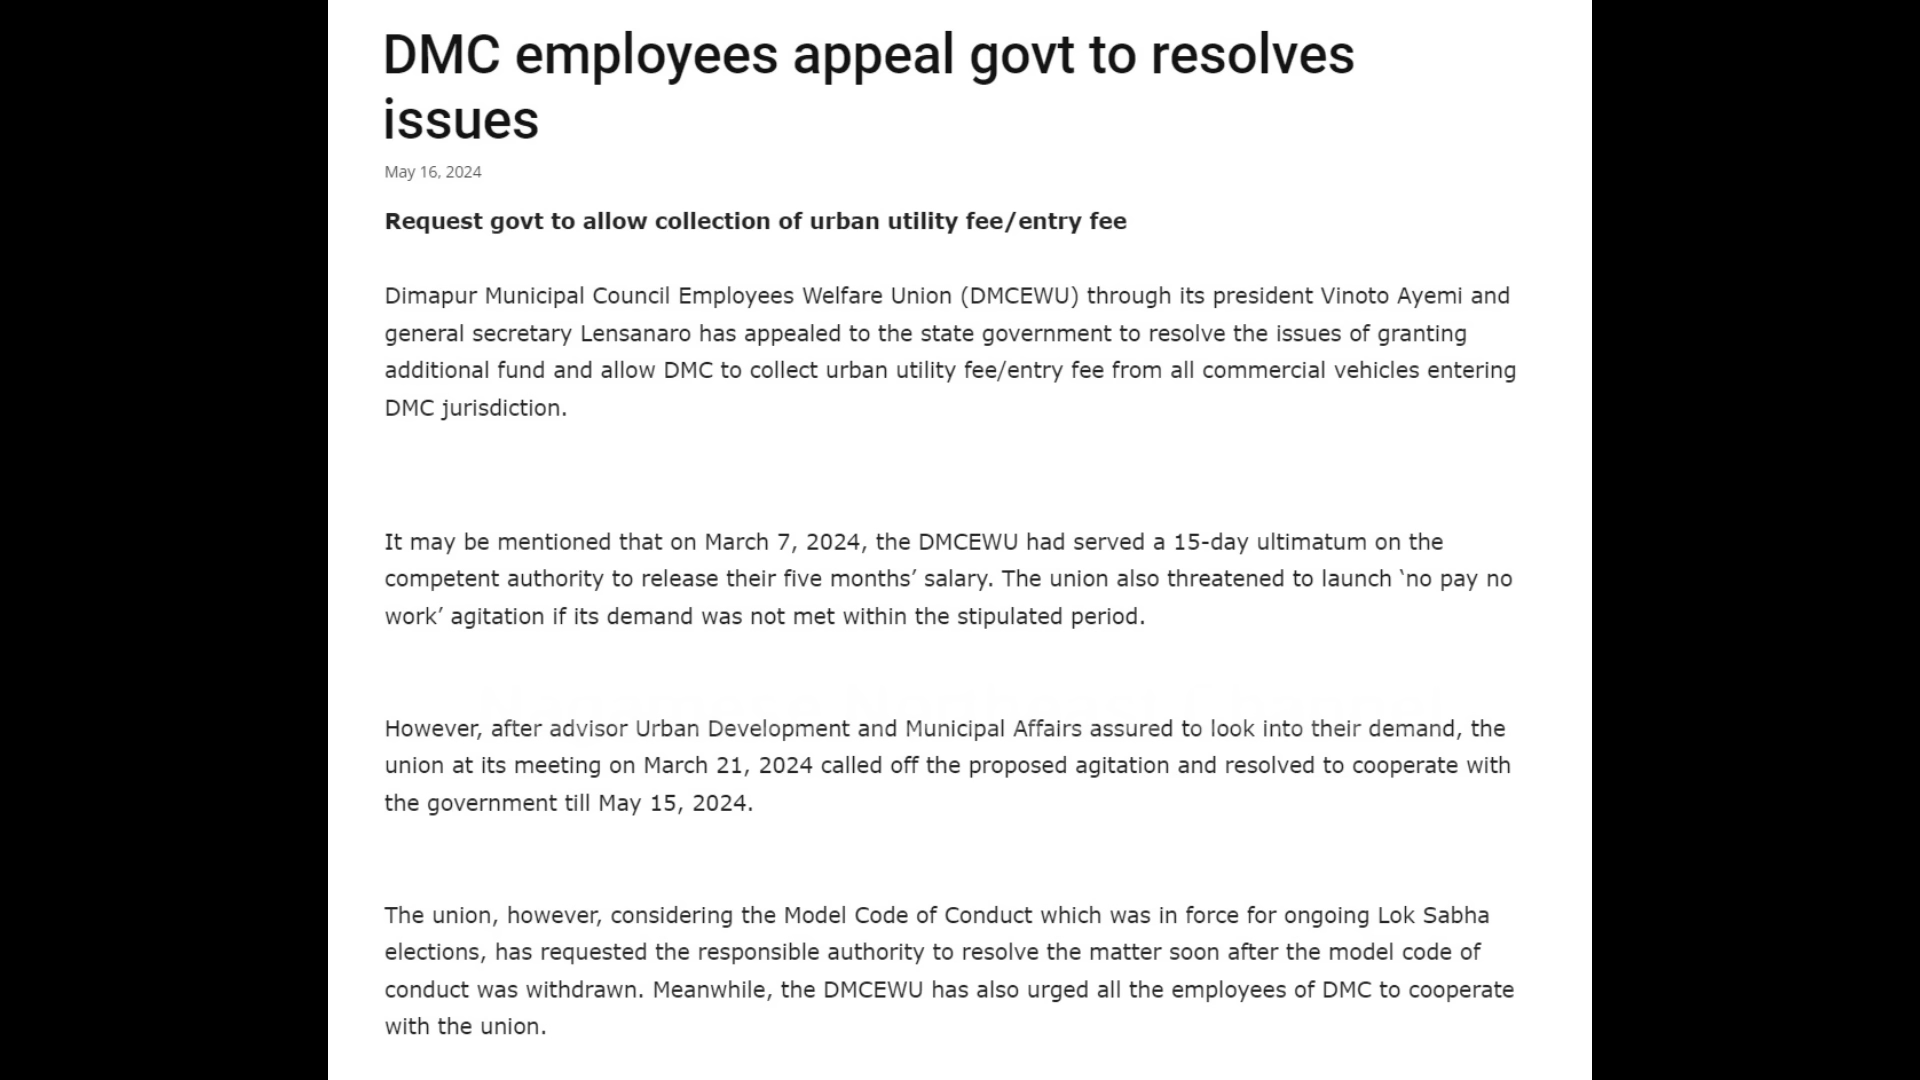 DMC employees appeal govt to resolves
issues
May 16, 2024
Request govt to allow collection of urban utility fee/entry fee
Dimapur Municipal Council Employees Welfare Union (DMCEWU) through its president Vinoto Ayemi and
general secretary Lensanaro has appealed to the state government to resolve the issues of granting
additional fund and allow DMC to collect urban utility fee/entry fee from all commercial vehicles entering
DMC jurisdiction.
It may be mentioned that on March 7, 2024, the DMCEWU had served a 15-day ultimatum on the
competent authority to release their five months’ salary. The union also threatened to launch ‘no pay no
work’ agitation if its demand was not met within the stipulated period.
However, after advisor Urban Development and Municipal Affairs assured to look into their demand, the
union at its meeting on March 21, 2024 called off the proposed agitation and resolved to cooperate with
the government till May 15, 2024.
The union, however, considering the Model Code of Conduct which was in force for ongoing Lok Sabha
elections, has requested the responsible authority to resolve the matter soon after the model code of
conduct was withdrawn. Meanwhile, the DMCEWU has also urged all the employees of DMC to cooperate
with the union.